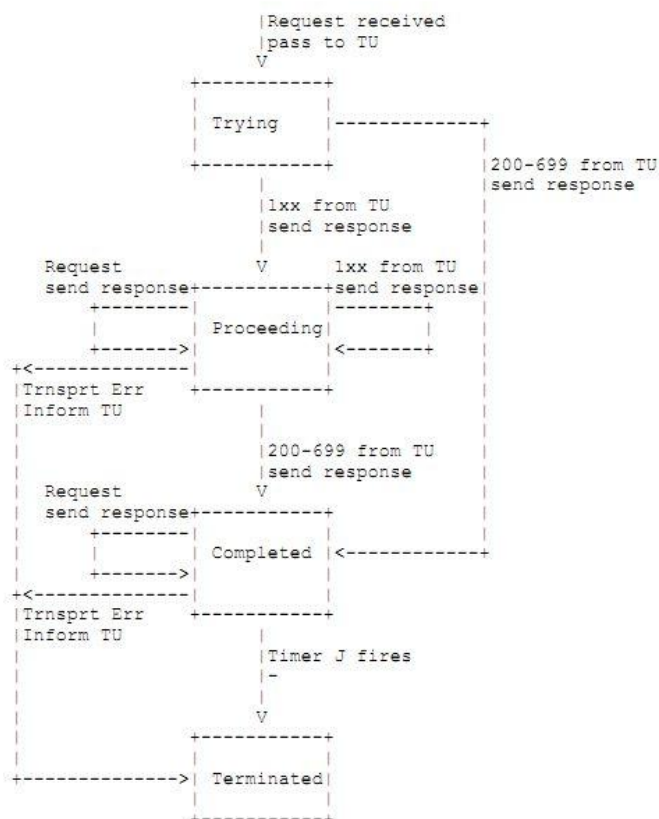 Request received
pass to TU
V
Trying
200-699 from TU
send response
1xx from TU
send response
Request V 1xx from TU
send response send response
Proceeding
Trnsprt Err
Inform TU
200-699 from TU
send response
Request V
send response
Completed
Trnsprt Err
Inform TU
Timer J fires
-
V
Terminated